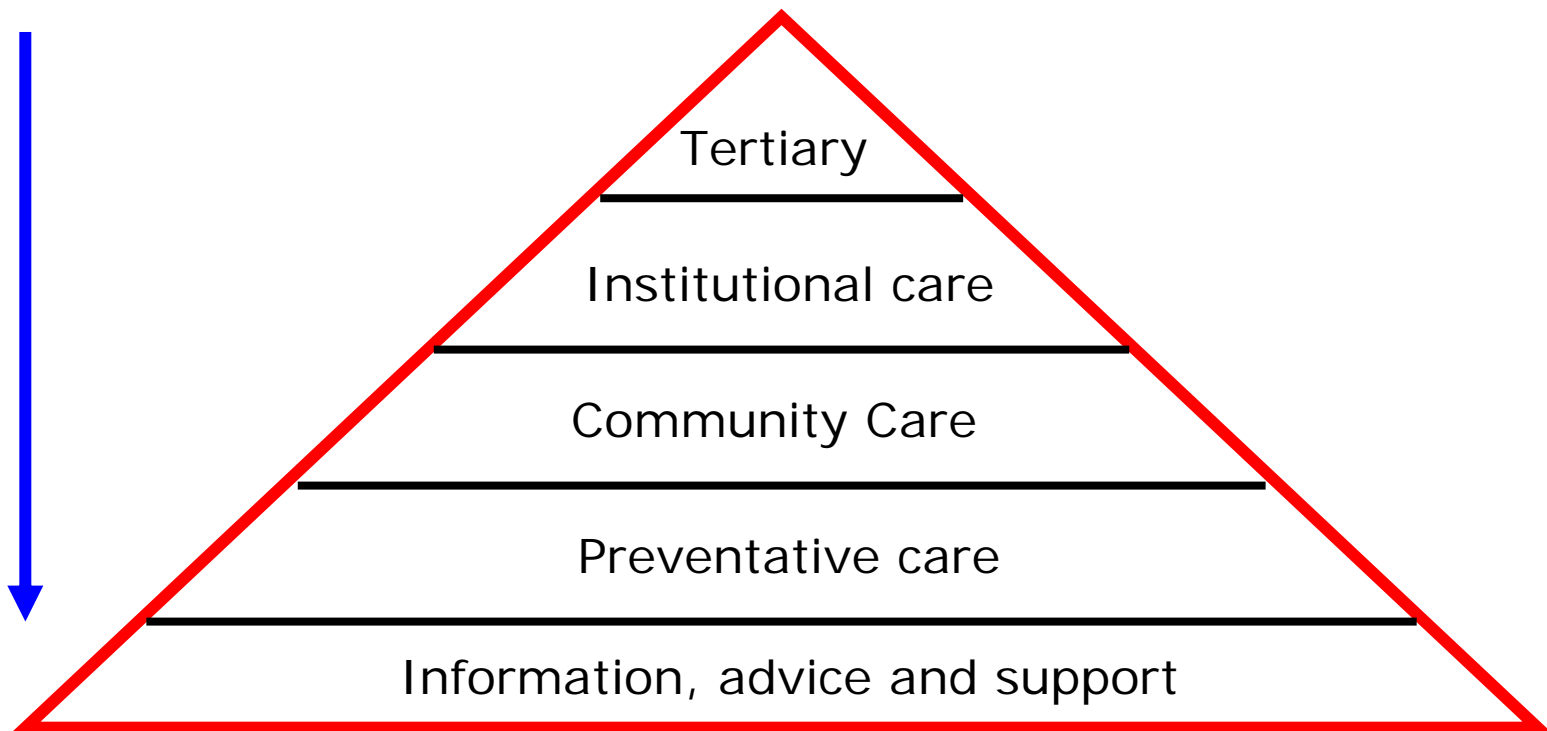 Tertiary
Institutional care
Community Care
Preventative care
Information, advice and support